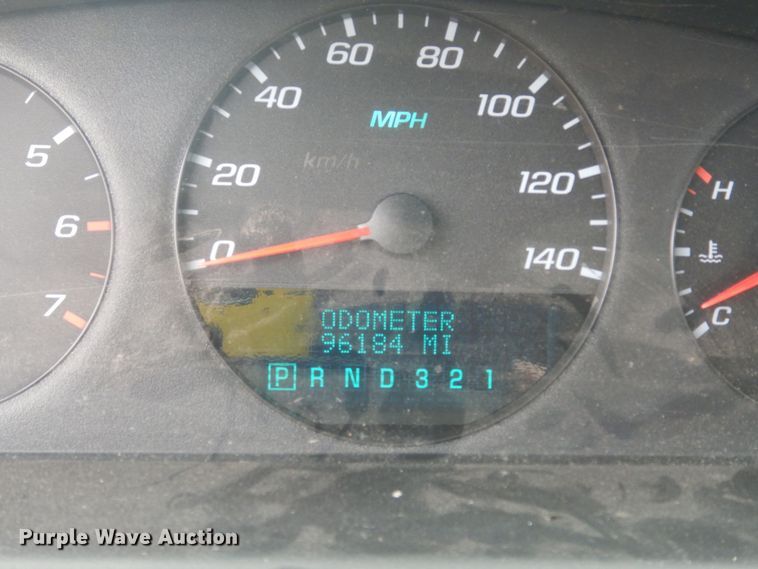 60 80
40 100
MPH
km/h
5 20 120 H
6
0 140
7 C
ODOMETER
96184 MI
P R N D 3 2 1
Purple Wave Auction